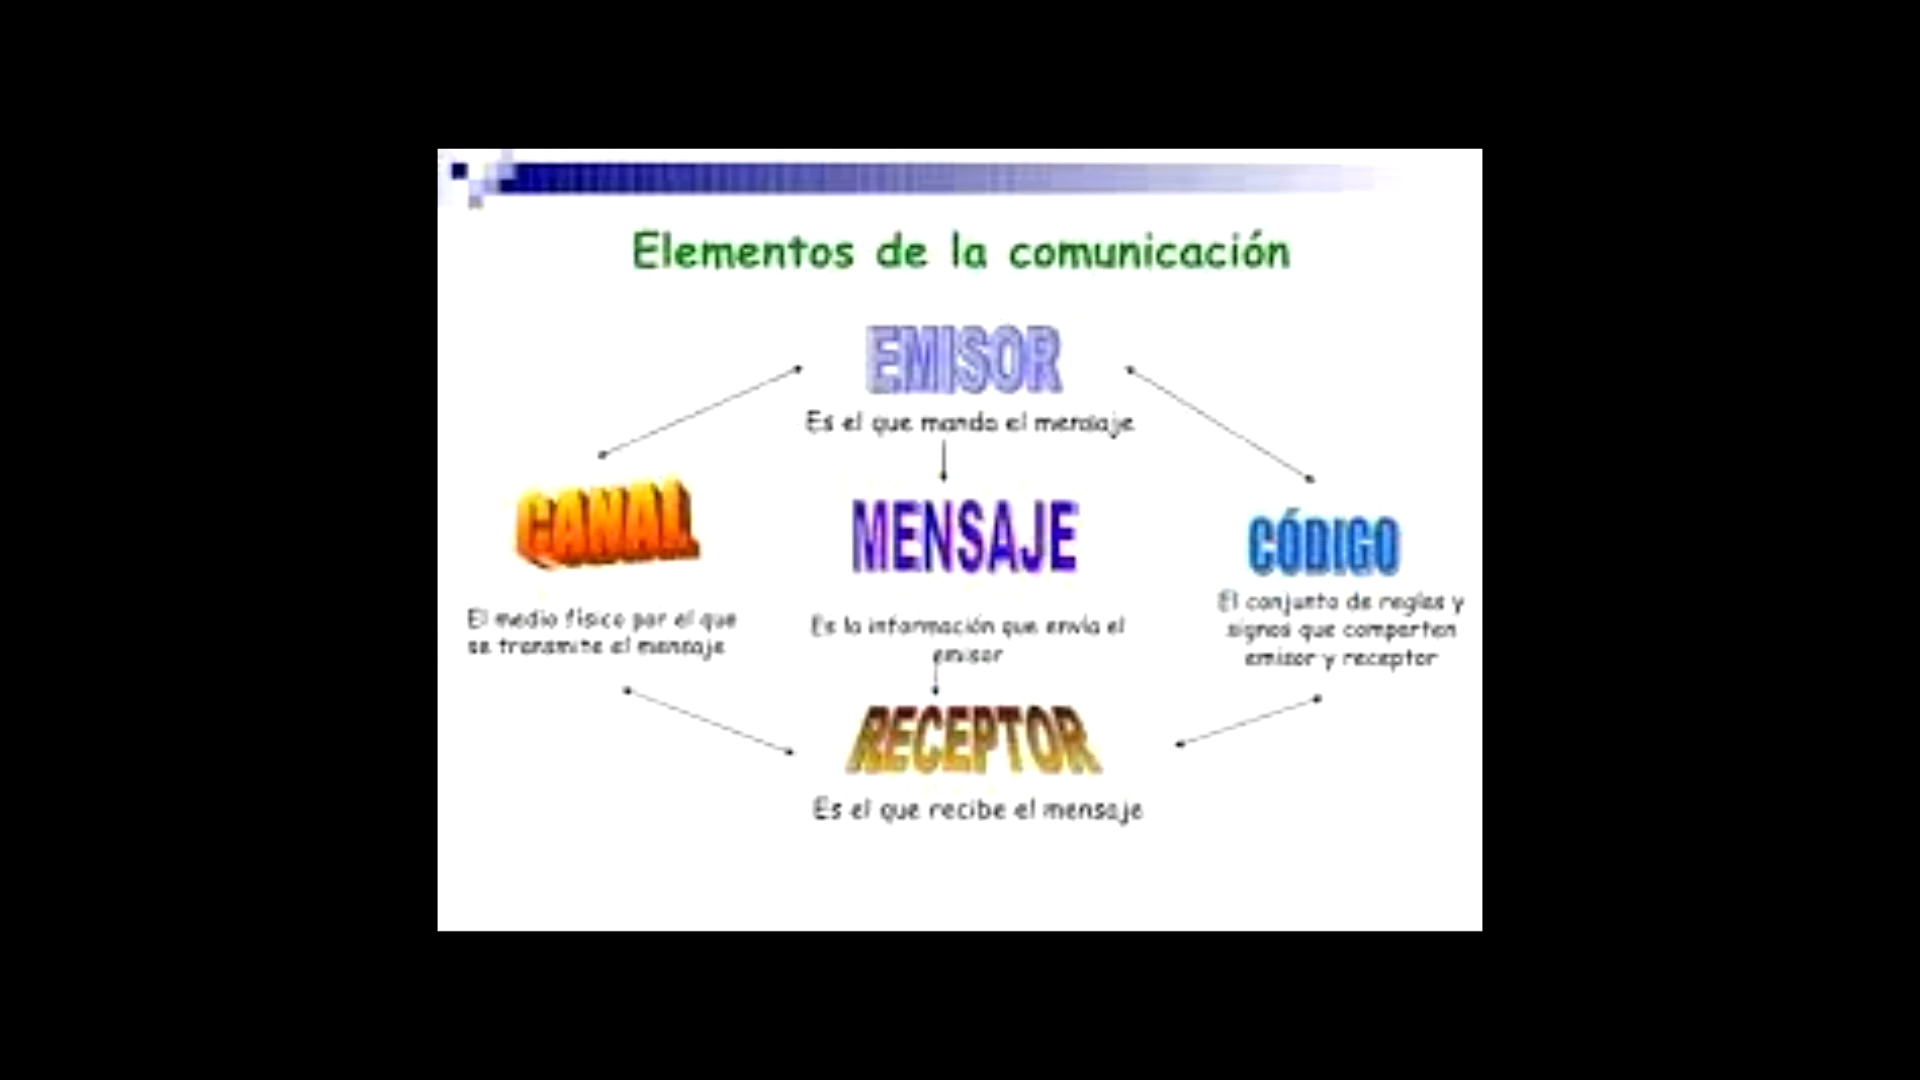 Elementos de la comunicación
EMISOR
Es el que manda el mensaje
CANAL
El medio físico por el que
se transmite el mensaje
MENSAJE
Es la información que envía el
emisor
CÓDIGO
El conjunto de reglas y
signos que comparten
emisor y receptor
RECEPTOR
Es el que recibe el mensaje